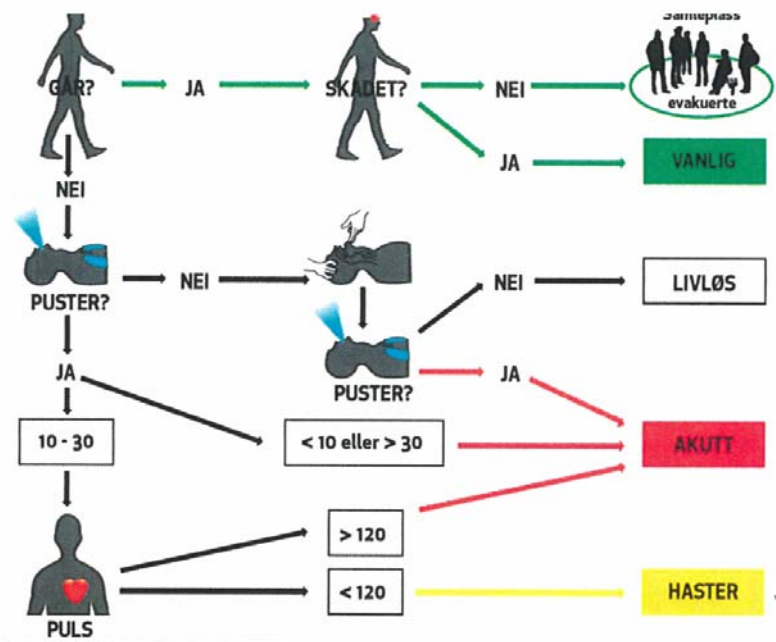 Samleplass
GÅR?
JA
SKADET?
NEI
evakuerte
JA
VANLIG
NEI
PUSTER?
NEI
NEI
LIVLØS
PUSTER?
JA
JA
10 - 30
< 10 eller > 30
AKUTT
> 120
< 120
HASTER
PULS